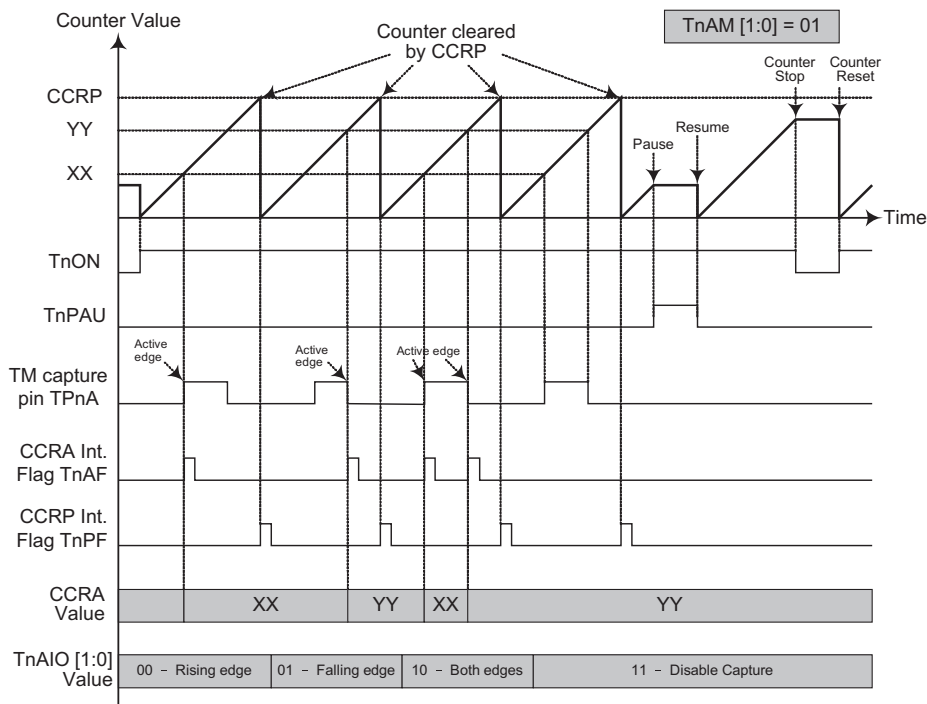 Counter Value
Counter cleared
by CCRP
TnAM [1:0] = 01
Counter
Stop
Counter
Reset
CCRP
YY
XX
Pause
Resume
Time
TnON
TnPAU
Active
edge
Active
edge
Active edge
TM capture
pin TPnA
CCRA Int.
Flag TnAF
CCRP Int.
Flag TnPF
CCRA
Value
XX
YY
XX
YY
TnAIO [1:0]
Value
00 – Rising edge
01 – Falling edge
10 – Both edges
11 – Disable Capture